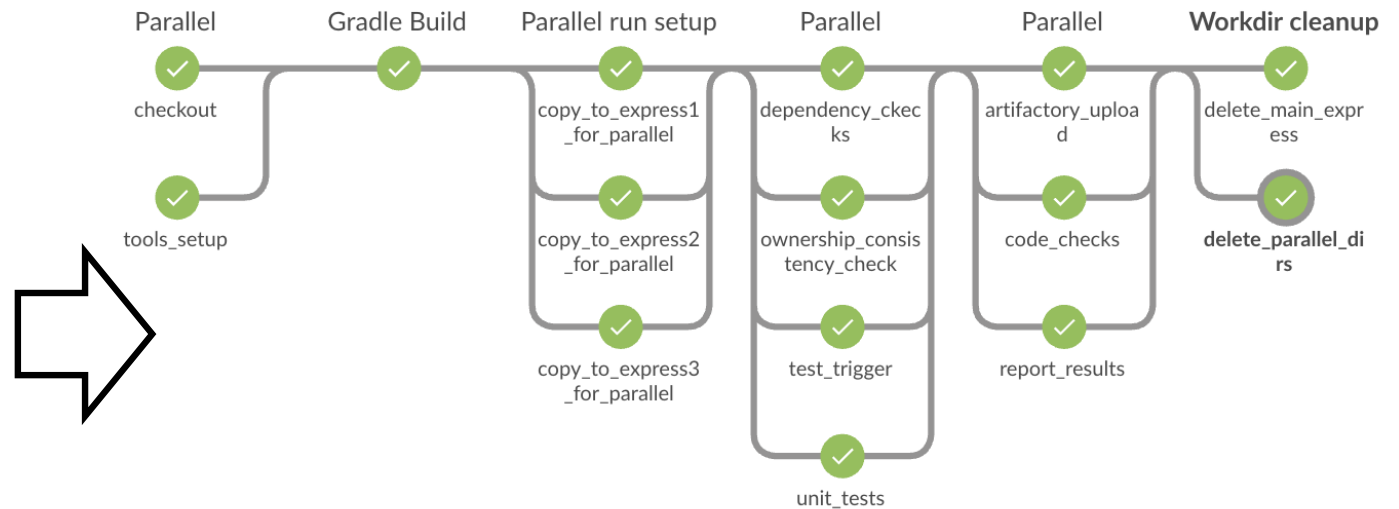 Parallel
Gradle Build
Parallel run setup
Parallel
Parallel
Workdir cleanup
checkout
tools_setup
copy_to_express1
_for_parallel
copy_to_express2
_for_parallel
copy_to_express3
_for_parallel
dependency_ckec
ks
ownership_consis
tency_check
test_trigger
unit_tests
artifactory_uploa
d
code_checks
report_results
delete_main_expr
ess
delete_parallel_di
rs